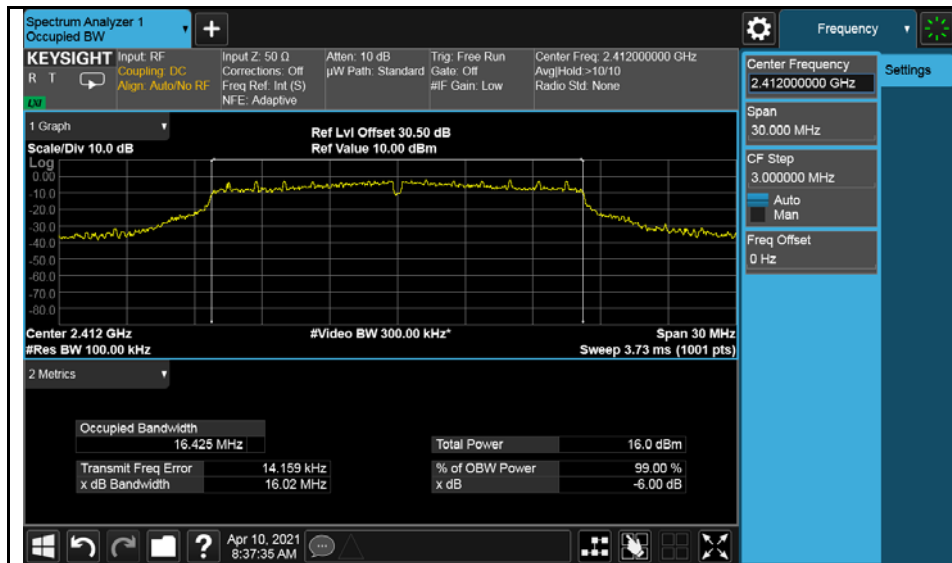 Spectrum Analyzer 1
Occupied BW
Frequency
KEYSIGHT
R T
LXI
Input: RF
Coupling: DC
Align: Auto/No RF
Input Z: 50 Ω
Corrections: Off
Freq Ref: Int (S)
NFE: Adaptive
Atten: 10 dB
µW Path: Standard
Trig: Free Run
Gate: Off
#IF Gain: Low
Center Freq: 2.412000000 GHz
Avg|Hold:>10/10
Radio Std: None
Center Frequency
2.412000000 GHz
Settings
Span
30.000 MHz
CF Step
3.000000 MHz
Auto
Man
Freq Offset
0 Hz
1 Graph
Scale/Div 10.0 dB
Ref Lvl Offset 30.50 dB
Ref Value 10.00 dBm
Log
0.00
-10.0
-20.0
-30.0
-40.0
-50.0
-60.0
-70.0
-80.0
Center 2.412 GHz
#Video BW 300.00 kHz*
Span 30 MHz
#Res BW 100.00 kHz
Sweep 3.73 ms (1001 pts)
2 Metrics
Occupied Bandwidth
16.425 MHz
Total Power 16.0 dBm
Transmit Freq Error 14.159 kHz
% of OBW Power 99.00 %
x dB Bandwidth 16.02 MHz
x dB -6.00 dB
?
Apr 10, 2021
8:37:35 AM